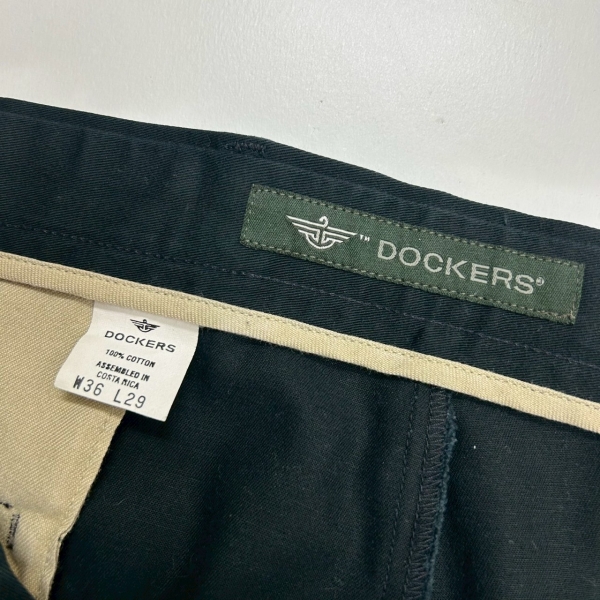 ™ DOCKERS®
DOCKERS
100% COTTON
ASSEMBLED IN
COSTA RICA
W36 L29